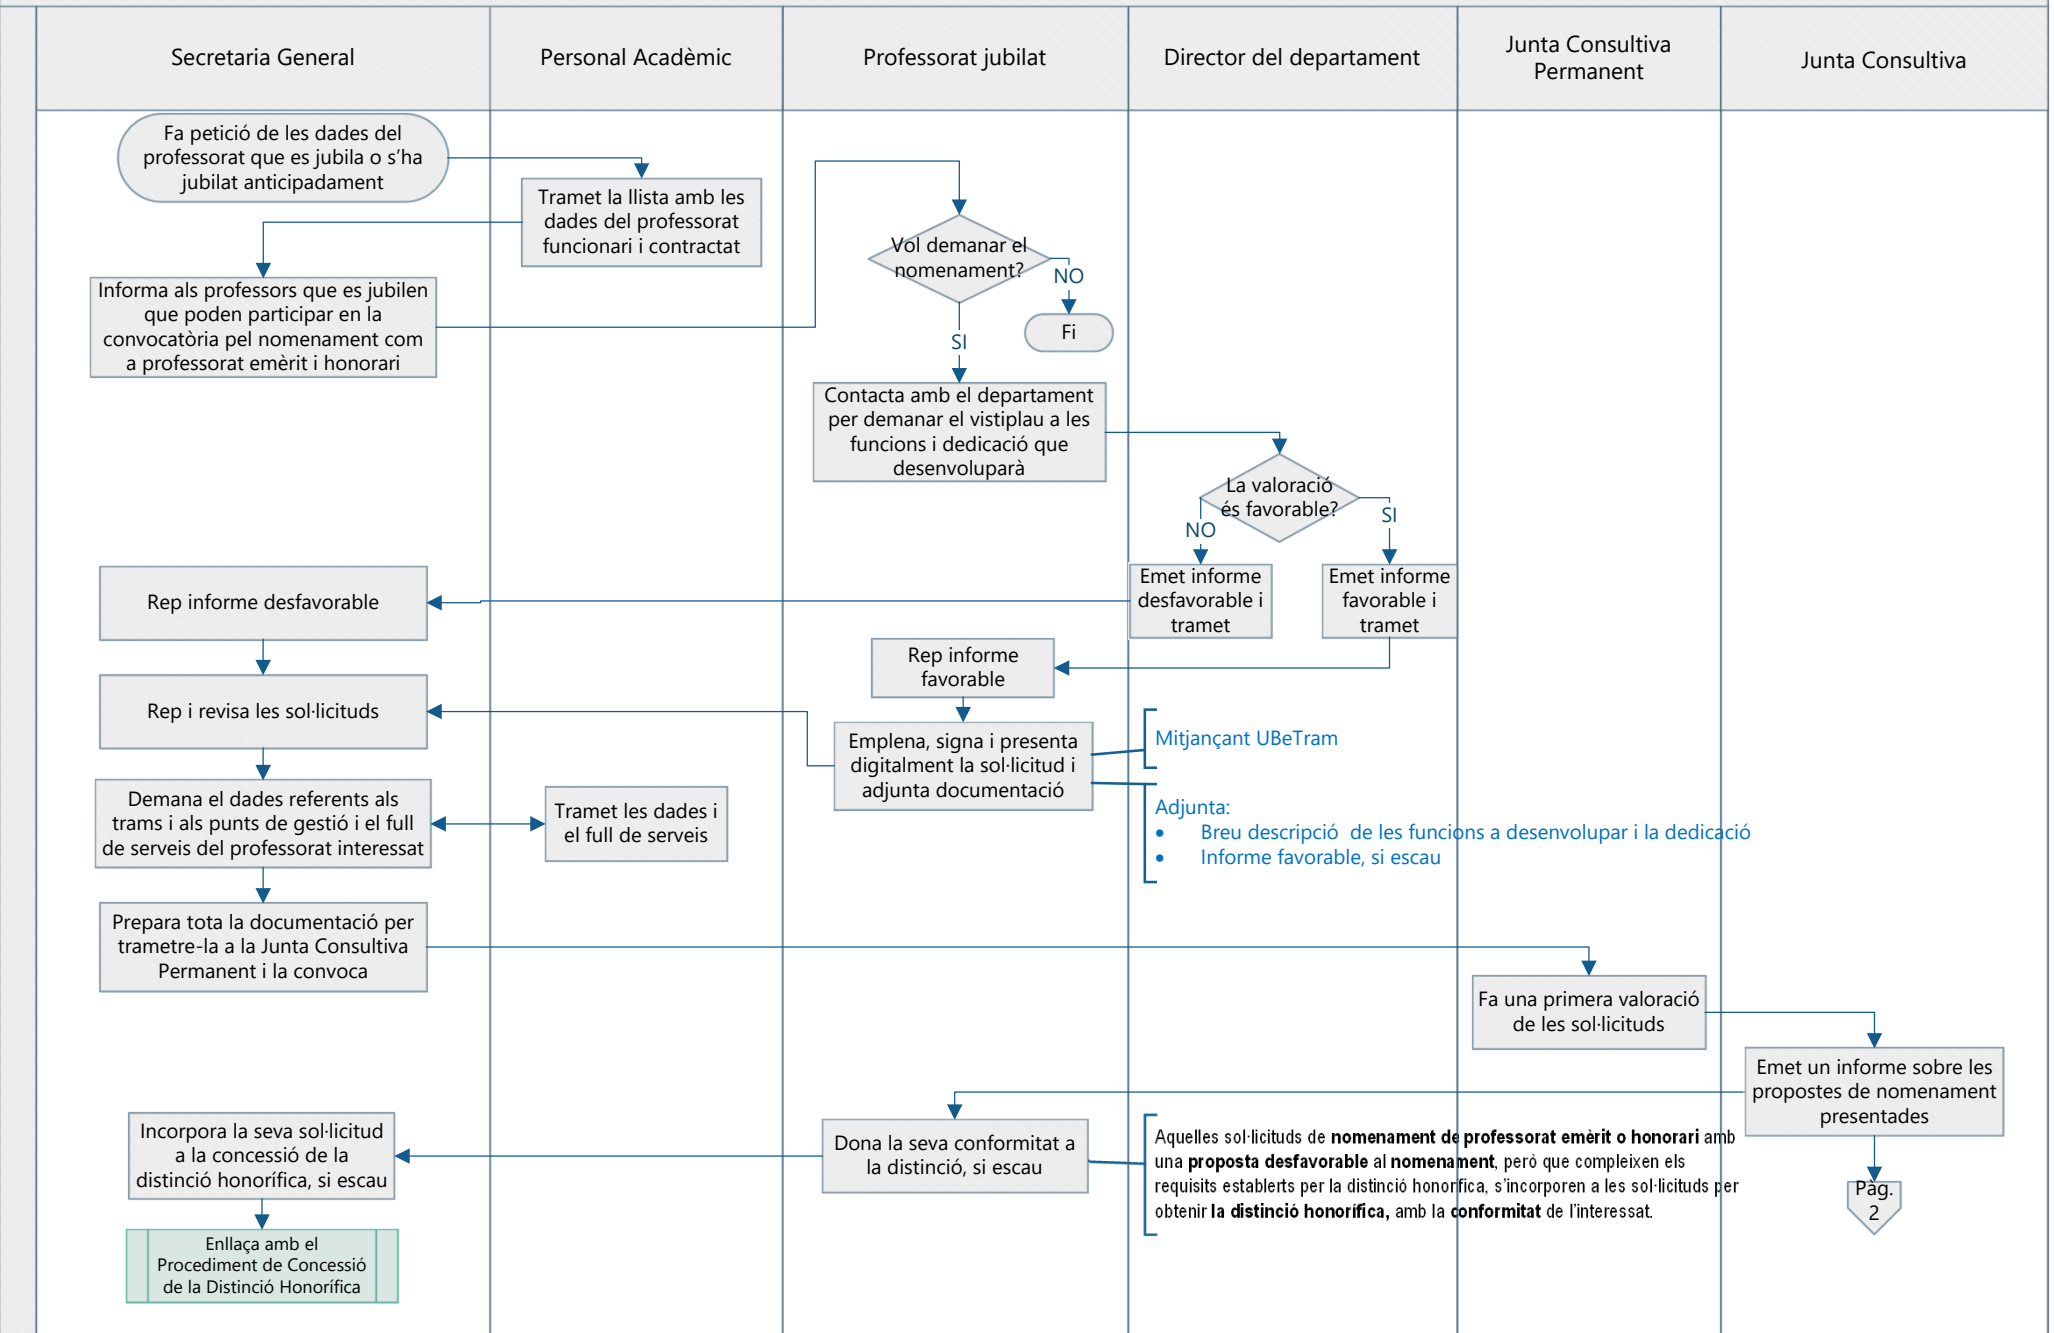 Secretaria General
Personal Acadèmic
Professorat jubilat
Director del departament
Junta Consultiva
Permanent
Junta Consultiva
Fa petició de les dades del
professorat que es jubila o s'ha
jubilat anticipadament
Tramet la llista amb les
dades del professorat
funcionari i contractat
Informa als professors que es jubilen
que poden participar en la
convocatòria pel nomenament com
a professorat emèrit i honorari
Vol demanar el
nomenament?
NO
Fi
SI
Contacta amb el departament
per demanar el vistiplau a les
funcions i dedicació que
desenvoluparà
La valoració
és favorable?
NO
SI
Emet informe
desfavorable i
tramet
Emet informe
favorable i
tramet
Rep informe desfavorable
Rep informe
favorable
Rep i revisa les sol·licituds
Emplena, signa i presenta
digitalment la sol·licitud i
adjunta documentació
Mitjançant UBeTram
Adjunta:
• Breu descripció  de les funcions a desenvolupar i la dedicació
• Informe favorable, si escau
Demana el dades referents als
trams i als punts de gestió i el full
de serveis del professorat interessat
Tramet les dades i
el full de serveis
Prepara tota la documentació per
trametre-la a la Junta Consultiva
Permanent i la convoca
Fa una primera valoració
de les sol·licituds
Emet un informe sobre les
propostes de nomenament
presentades
Dona la seva conformitat a
la distinció, si escau
Aquelles sol·licituds de nomenament de professorat emèrit o honorari amb
una proposta desfavorable al nomenament, però que compleixen els
requisits establerts per la distinció honorífica, s'incorporen a les sol·licituds per
obtenir la distinció honorífica, amb la conformitat de l'interessat.
Pàg.
2
Incorpora la seva sol·licitud
a la concessió de la
distinció honorífica, si escau
Enllaça amb el
Procediment de Concessió
de la Distinció Honorífica